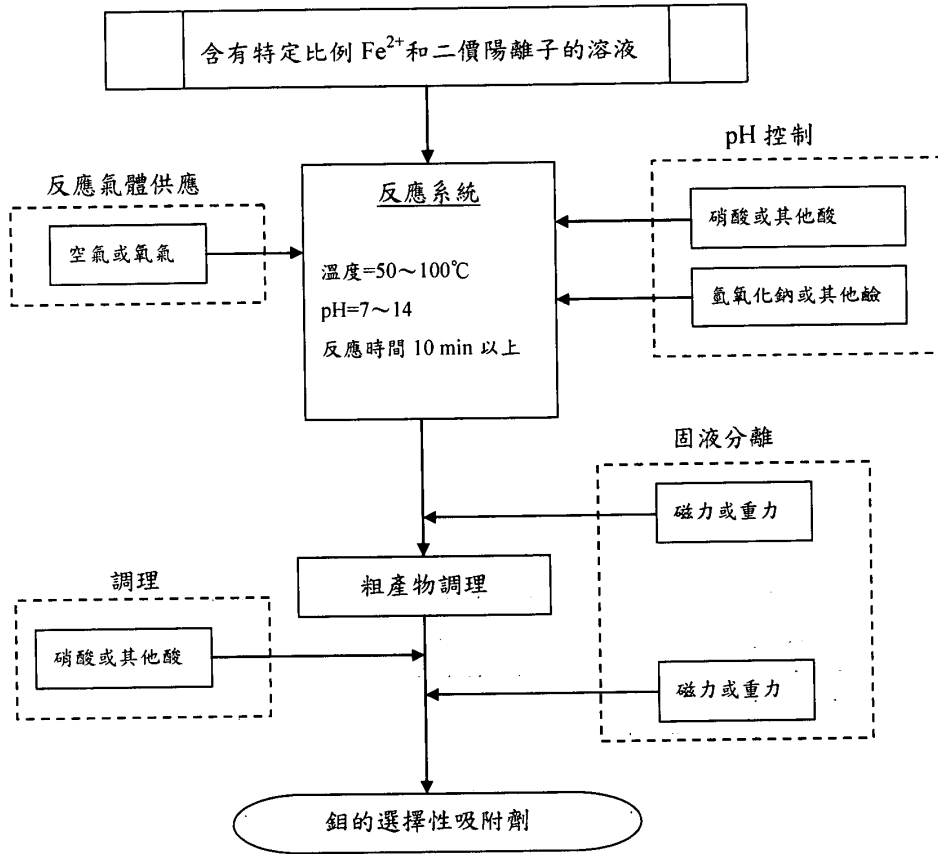 含有特定比例 Fe²⁺和二價陽離子的溶液
pH 控制
反應氣體供應
反應系統
硝酸或其他酸
空氣或氧氣
溫度=50～100℃
氫氧化鈉或其他鹼
pH=7～14
反應時間 10 min 以上
固液分離
磁力或重力
粗產物調理
調理
硝酸或其他酸
磁力或重力
鉬的選擇性吸附劑